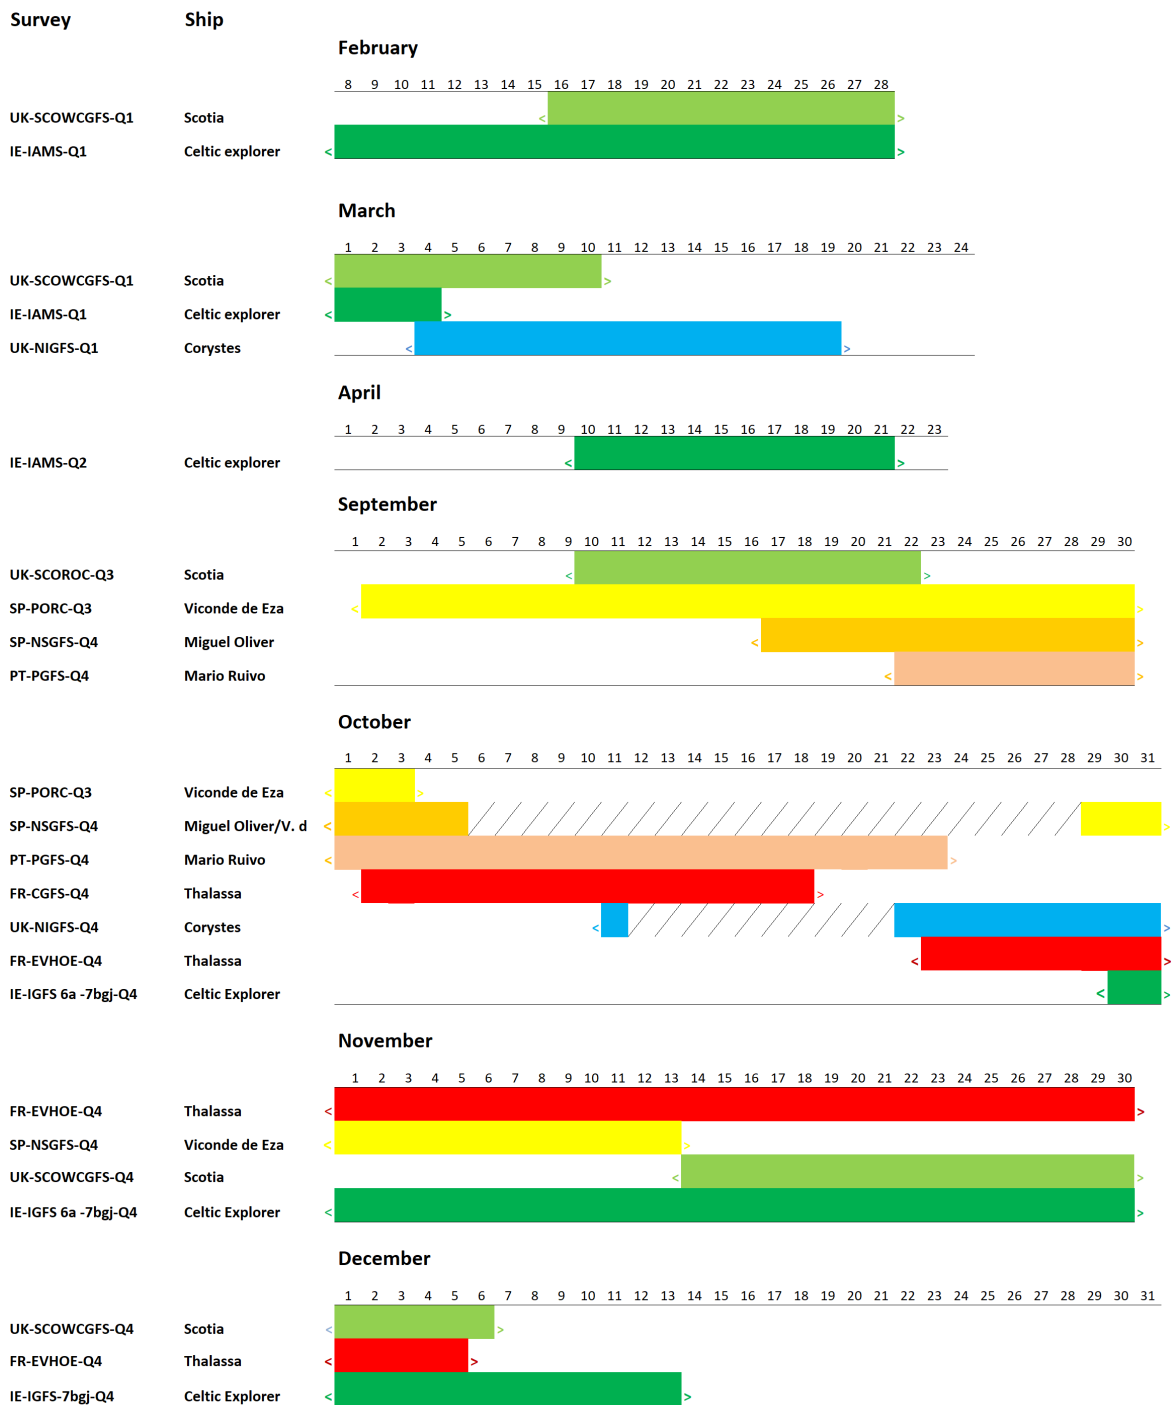 Survey Ship
February
8 9 10 11 12 13 14 15 16 17 18 19 20 21 22 23 24 25 26 27 28
UK-SCOWCGFS-Q1 Scotia < >
IE-IAMS-Q1 Celtic explorer < >
March
1 2 3 4 5 6 7 8 9 10 11 12 13 14 15 16 17 18 19 20 21 22 23 24
UK-SCOWCGFS-Q1 Scotia < >
IE-IAMS-Q1 Celtic explorer < >
UK-NIGFS-Q1 Corystes < >
April
1 2 3 4 5 6 7 8 9 10 11 12 13 14 15 16 17 18 19 20 21 22 23
IE-IAMS-Q2 Celtic explorer < >
September
1 2 3 4 5 6 7 8 9 10 11 12 13 14 15 16 17 18 19 20 21 22 23 24 25 26 27 28 29 30
UK-SCOROC-Q3 Scotia < >
SP-PORC-Q3 Viconde de Eza < >
SP-NSGFS-Q4 Miguel Oliver < >
PT-PGFS-Q4 Mario Ruivo < >
October
1 2 3 4 5 6 7 8 9 10 11 12 13 14 15 16 17 18 19 20 21 22 23 24 25 26 27 28 29 30 31
SP-PORC-Q3 Viconde de Eza < >
SP-NSGFS-Q4 Miguel Oliver/V. d < >
PT-PGFS-Q4 Mario Ruivo < >
FR-CGFS-Q4 Thalassa < >
UK-NIGFS-Q4 Corystes < >
FR-EVHOE-Q4 Thalassa < >
IE-IGFS 6a -7bgj-Q4 Celtic Explorer < >
November
1 2 3 4 5 6 7 8 9 10 11 12 13 14 15 16 17 18 19 20 21 22 23 24 25 26 27 28 29 30
FR-EVHOE-Q4 Thalassa < >
SP-NSGFS-Q4 Viconde de Eza < >
UK-SCOWCGFS-Q4 Scotia < >
IE-IGFS 6a -7bgj-Q4 Celtic Explorer < >
December
1 2 3 4 5 6 7 8 9 10 11 12 13 14 15 16 17 18 19 20 21 22 23 24 25 26 27 28 29 30 31
UK-SCOWCGFS-Q4 Scotia < >
FR-EVHOE-Q4 Thalassa < >
IE-IGFS-7bgj-Q4 Celtic Explorer < >